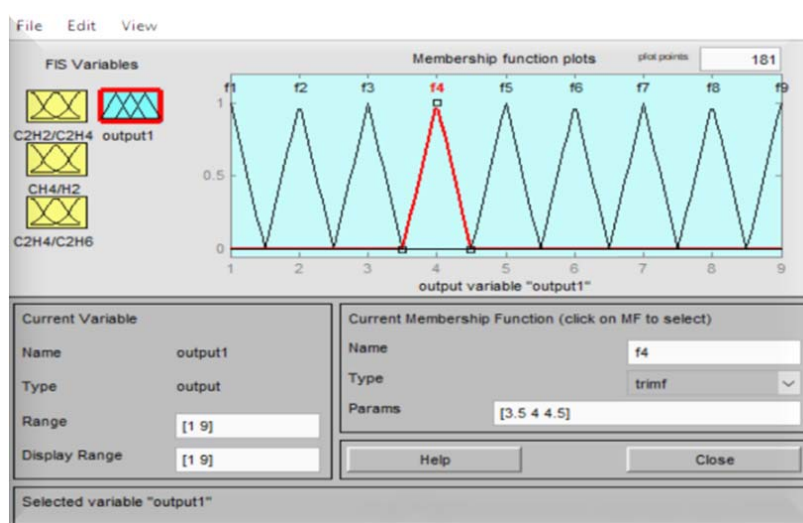 File Edit View
FIS Variables
C2H2/C2H4 output1
CH4/H2
C2H4/C2H6
Membership function plots plot points: 181
f1 f2 f3 f4 f5 f6 f7 f8 f9
1
0.5
0
1 2 3 4 5 6 7 8 9
output variable "output1"
Current Variable
Name output1
Type output
Range [1 9]
Display Range [1 9]
Current Membership Function (click on MF to select)
Name f4
Type trimf
Params [3.5 4 4.5]
Help Close
Selected variable "output1"